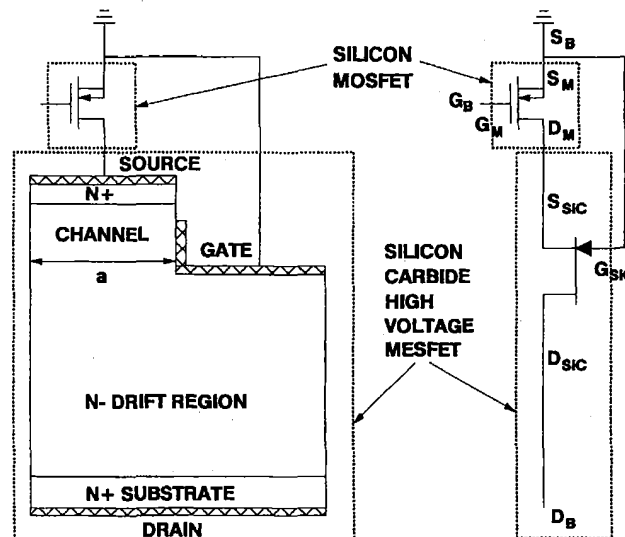 SILICON
MOSFET
SOURCE
N+
CHANNEL
GATE
a
N- DRIFT REGION
N+ SUBSTRATE
DRAIN
SILICON
CARBIDE
HIGH
VOLTAGE
MESFET
S_B
S_M
G_B
G_M
D_M
S_SIC
G_SIC
D_SIC
D_B